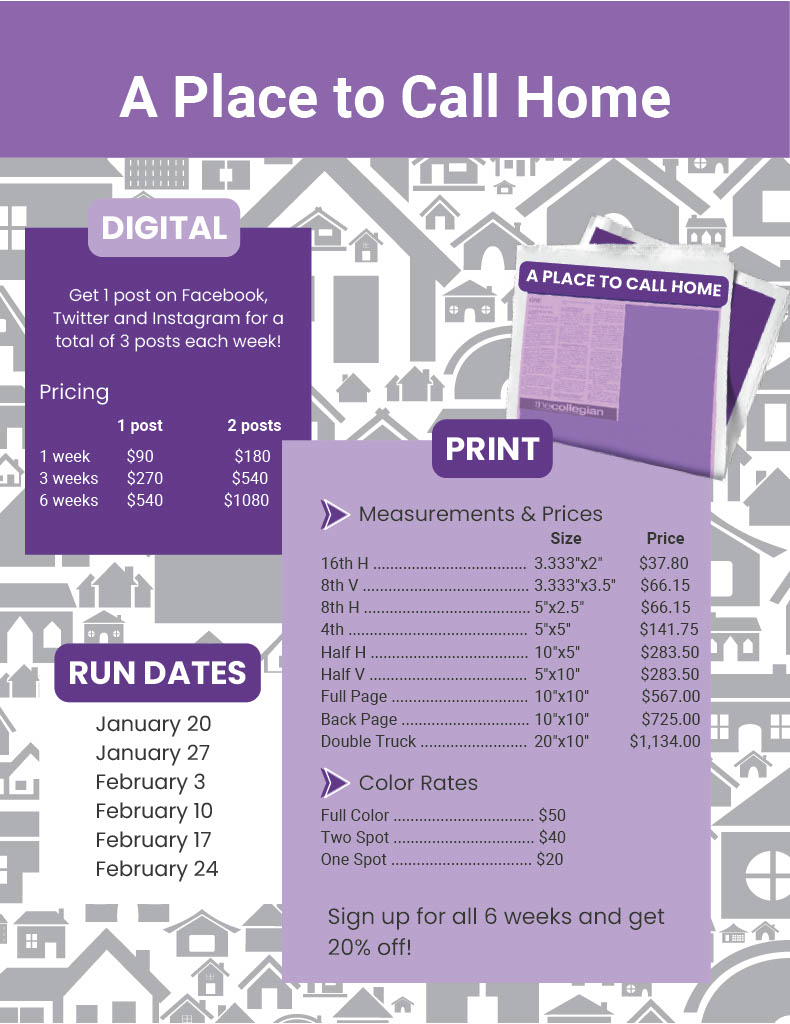 A Place to Call Home
DIGITAL
Get 1 post on Facebook,
Twitter and Instagram for a
total of 3 posts each week!
Pricing
1 post 2 posts
1 week $90 $180
3 weeks $270 $540
6 weeks $540 $1080
A PLACE TO CALL HOME
thecollegian
PRINT
Measurements & Prices
Size Price
16th H .................................. 3.333"x2" $37.80
8th V ..................................... 3.333"x3.5" $66.15
8th H ..................................... 5"x2.5" $66.15
4th ........................................ 5"x5" $141.75
Half H ................................... 10"x5" $283.50
Half V ................................... 5"x10" $283.50
Full Page ............................... 10"x10" $567.00
Back Page ............................. 10"x10" $725.00
Double Truck ........................ 20"x10" $1,134.00
Color Rates
Full Color ................................ $50
Two Spot ................................ $40
One Spot ................................ $20
Sign up for all 6 weeks and get
20% off!
RUN DATES
January 20
January 27
February 3
February 10
February 17
February 24